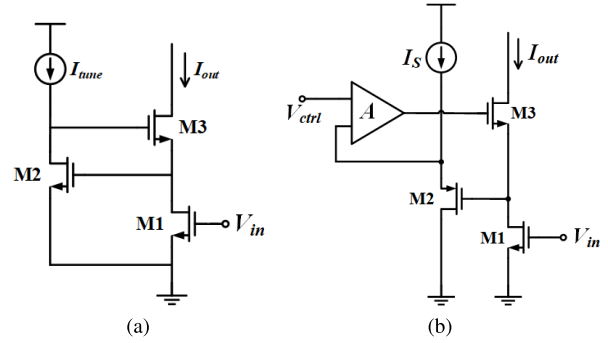 I_tune
I_out
M3
M2
M1
V_in
(a)
I_S
I_out
V_ctrl
A
M3
M2
M1
V_in
(b)